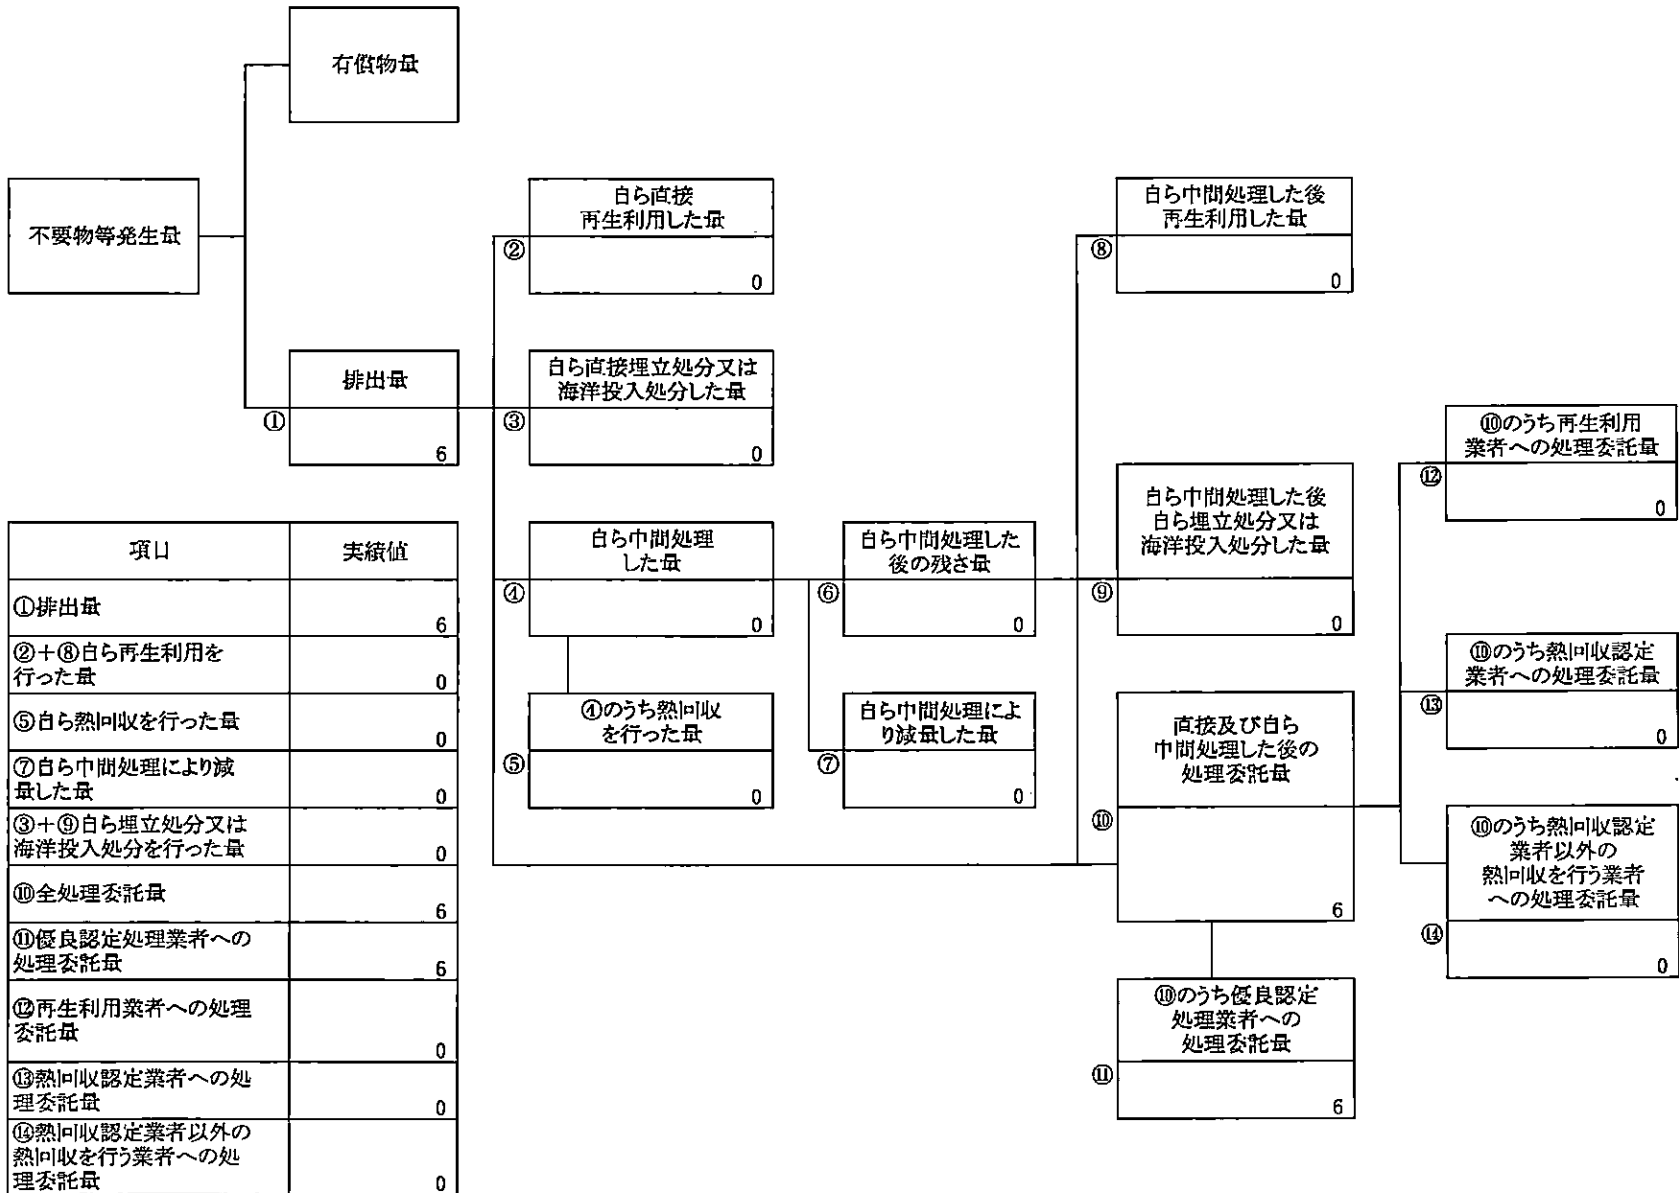 有償物量
不要物等発生量
排出量
①
6
自ら直接
再生利用した量
②
0
自ら直接埋立処分又は
海洋投入処分した量
③
0
自ら中間処理
した量
④
0
④のうち熱回収
を行った量
⑤
0
自ら中間処理した
後の残さ量
⑥
0
自ら中間処理によ
り減量した量
⑦
0
自ら中間処理した後
再生利用した量
⑧
0
自ら中間処理した後
自ら埋立処分又は
海洋投入処分した量
⑨
0
直接及び自ら
中間処理した後の
処理委託量
⑩
6
⑩のうち優良認定
処理業者への
処理委託量
⑪
6
⑩のうち再生利用
業者への処理委託量
⑫
0
⑩のうち熱回収認定
業者への処理委託量
⑬
0
⑩のうち熱回収認定
業者以外の
熱回収を行う業者
への処理委託量
⑭
0
項目 実績値
①排出量
6
②+⑧自ら再生利用を
行った量
0
⑤自ら熱回収を行った量
0
⑦自ら中間処理により減
量した量
0
③+⑨自ら埋立処分又は
海洋投入処分を行った量
0
⑩全処理委託量
6
⑪優良認定処理業者への
処理委託量
6
⑫再生利用業者への処理
委託量
0
⑬熱回収認定業者への処
理委託量
0
⑭熱回収認定業者以外の
熱回収を行う業者への処
理委託量
0